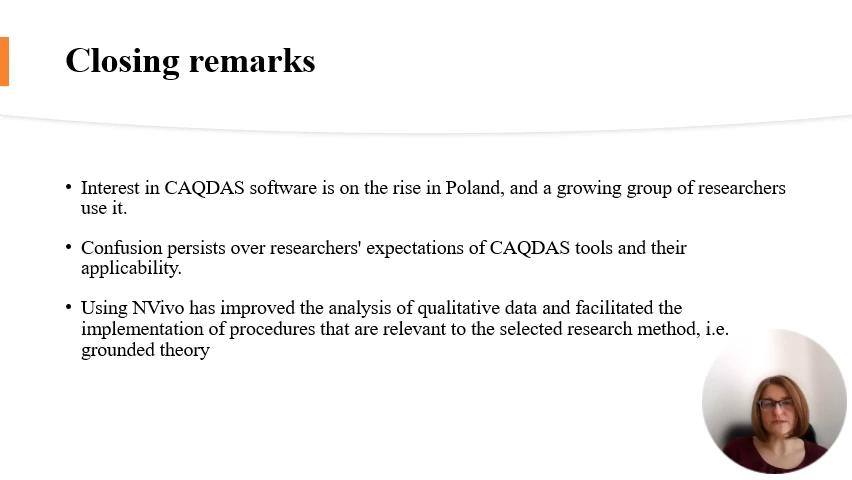 Closing remarks
• Interest in CAQDAS software is on the rise in Poland, and a growing group of researchers
use it.
• Confusion persists over researchers' expectations of CAQDAS tools and their
applicability.
• Using NVivo has improved the analysis of qualitative data and facilitated the
implementation of procedures that are relevant to the selected research method, i.e.
grounded theory